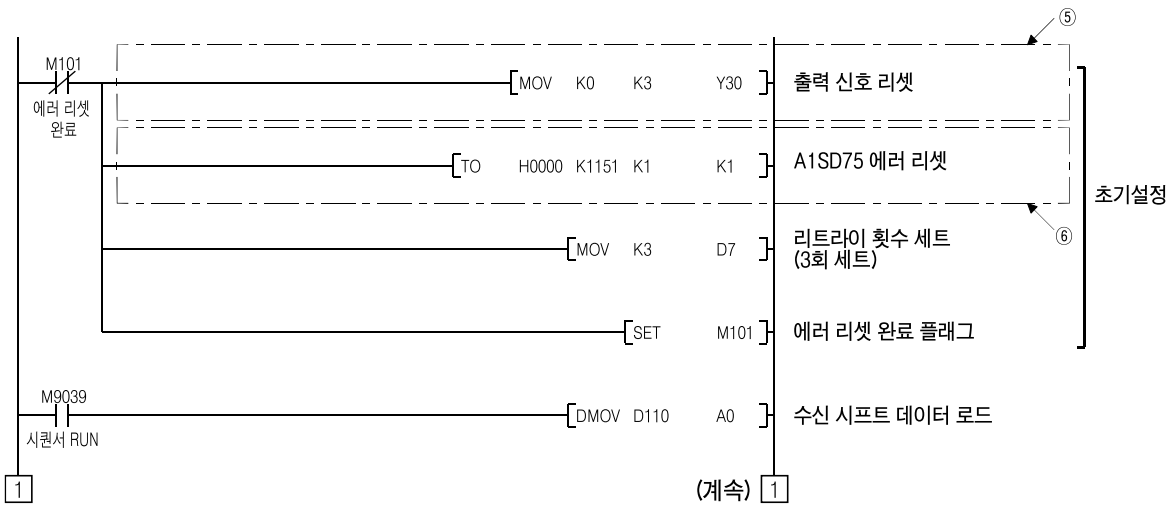 ⑤
M101
에러 리셋
완료
MOV K0 K3 Y30
출력 신호 리셋
TO H0000 K1151 K1 K1
A1SD75 에러 리셋
초기설정
⑥
MOV K3 D7
리트라이 횟수 세트
(3회 세트)
SET M101
에러 리셋 완료 플래그
M9039
시퀀서 RUN
DMOV D110 A0
수신 시프트 데이터 로드
1
(계속) 1